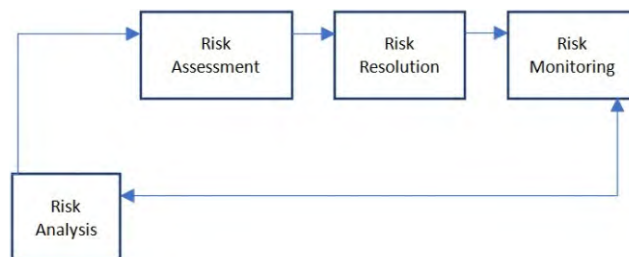 Risk
Assessment
Risk
Resolution
Risk
Monitoring
Risk
Analysis